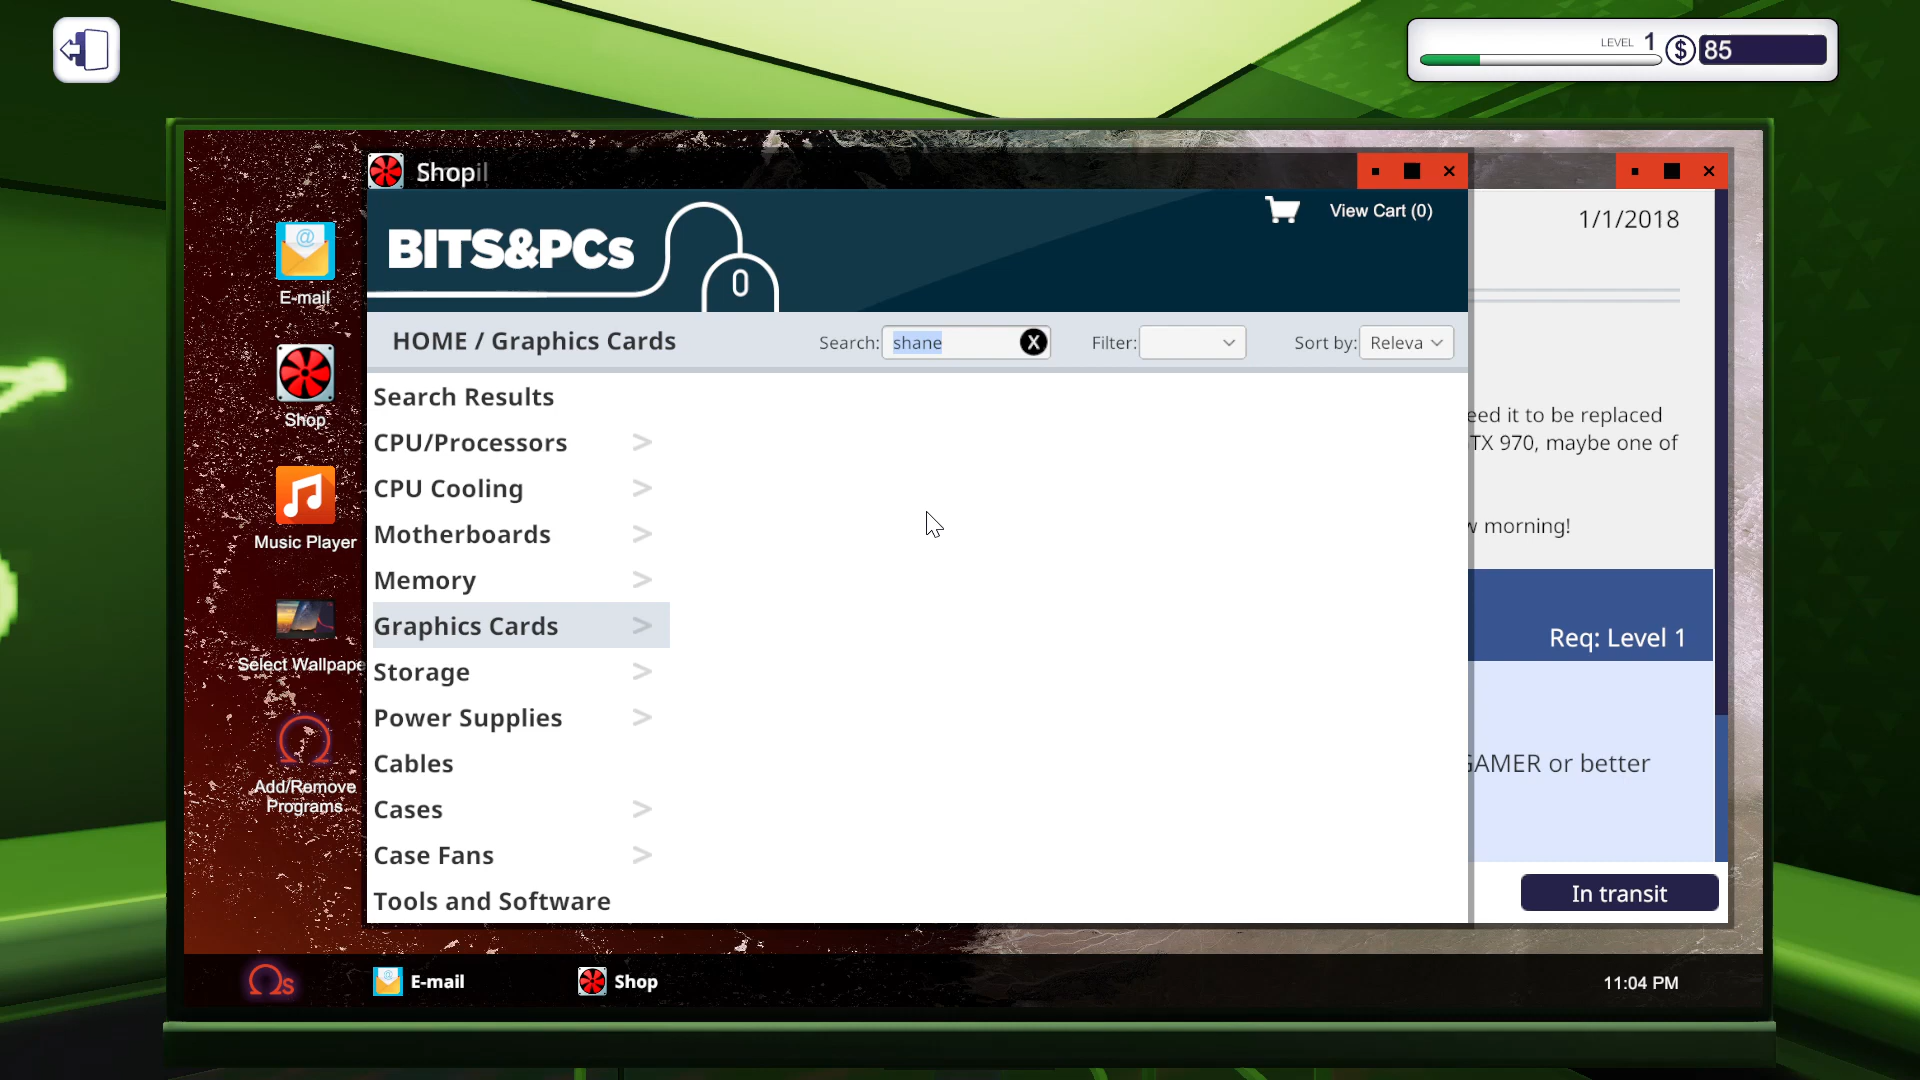 LEVEL 1 $ 85
Shop
BITS&PCs
View Cart (0)
1/1/2018
HOME / Graphics Cards
Search: shane X
Filter:
Sort by: Releva
Search Results
CPU/Processors >
CPU Cooling >
Motherboards >
Memory >
Graphics Cards >
Storage >
Power Supplies >
Cables
Cases >
Case Fans >
Tools and Software
eed it to be replaced
TX 970, maybe one of
w morning!
Req: Level 1
GAMER or better
In transit
E-mail
Shop
Music Player
Select Wallpape
Add/Remove
Programs
Ωs
E-mail
Shop
11:04 PM